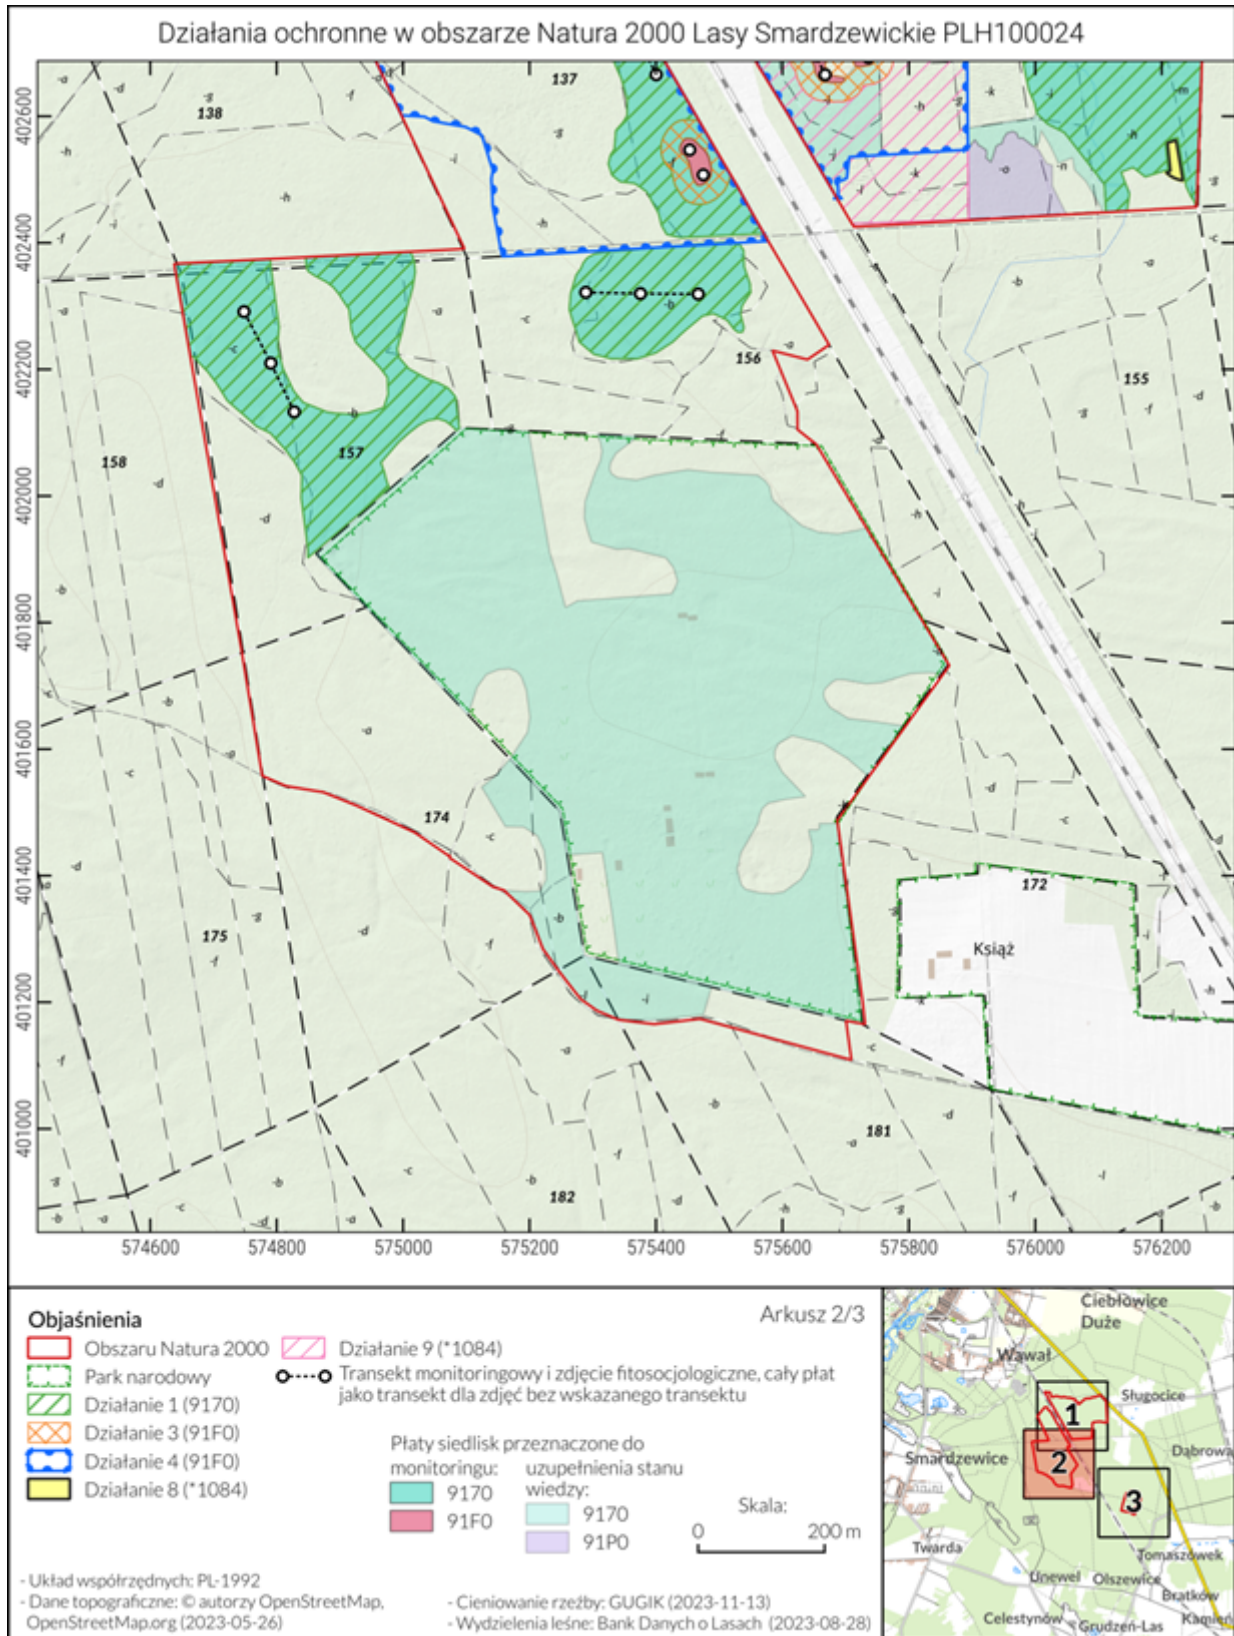 Działania ochronne w obszarze Natura 2000 Lasy Smardzewickie PLH100024
402600
402400
402200
402000
401800
401600
401400
401200
401000
138
137
156
155
158
157
174
175
172
Książ
181
182
574600
574800
575000
575200
575400
575600
575800
576000
576200
Objaśnienia
Arkusz 2/3
Obszaru Natura 2000
Park narodowy
Działanie 1 (9170)
Działanie 3 (91F0)
Działanie 4 (91F0)
Działanie 8 (*1084)
Działanie 9 (*1084)
Transekt monitoringowy i zdjęcie fitosocjologiczne, cały płat
jako transekt dla zdjęć bez wskazanego transektu
Płaty siedlisk przeznaczone do
monitoringu:
9170
91F0
uzupełnienia stanu
wiedzy:
9170
91P0
Skala:
0 200 m
- Układ współrzędnych: PL-1992
- Dane topograficzne: © autorzy OpenStreetMap,
OpenStreetMap.org (2023-05-26)
- Cieniowanie rzeźby: GUGIK (2023-11-13)
- Wydzielenia leśne: Bank Danych o Lasach (2023-08-28)
Ciebłowice
Duże
Wawał
Sługocice
1
Smardzewice
2
Dąbrowa
3
Twarda
Tomaszówek
Unewel
Olszewice
Bratków
Celestynów
Grudzeń-Las
Kamień